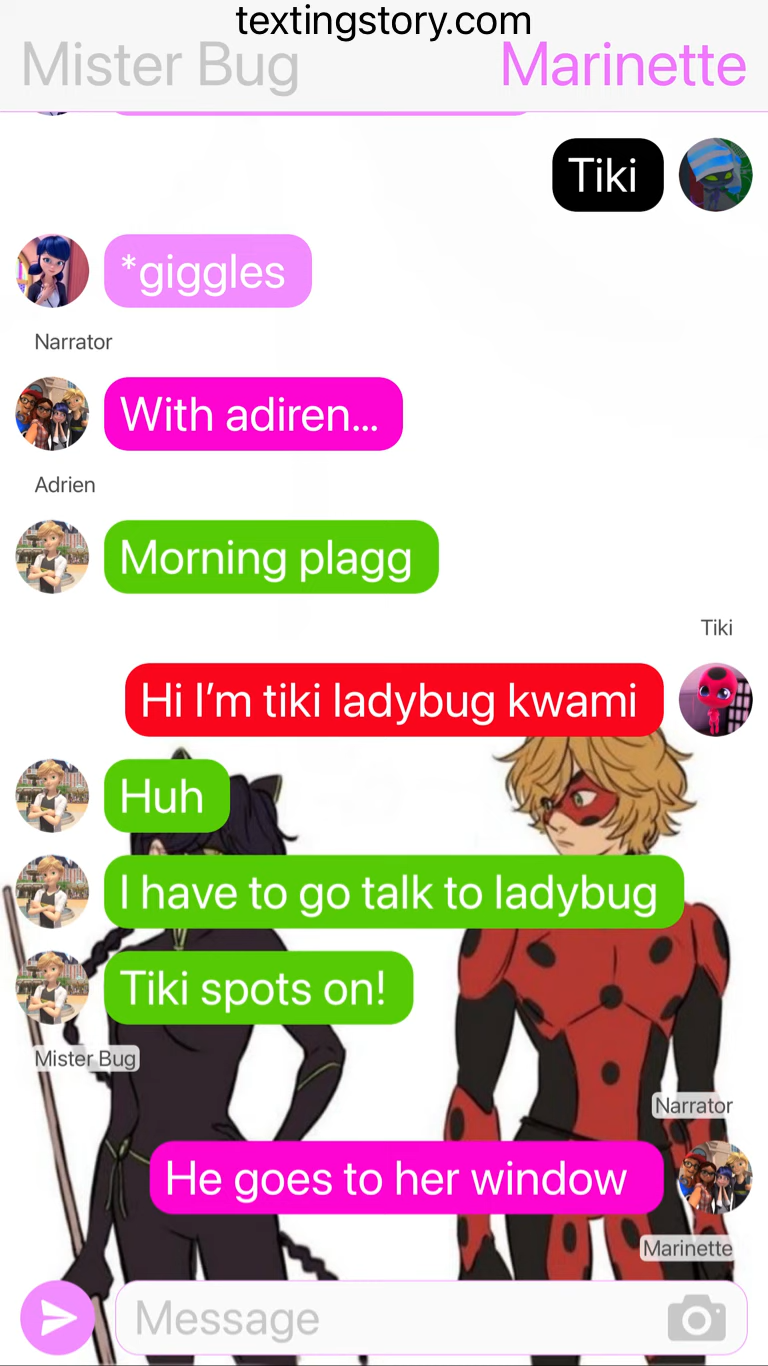 textingstory.com
Mister Bug
Marinette
Tiki
*giggles
Narrator
With adiren...
Adrien
Morning plagg
Tiki
Hi I’m tiki ladybug kwami
Huh
I have to go talk to ladybug
Tiki spots on!
Mister Bug
Narrator
He goes to her window
Marinette
Message